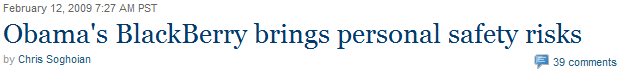 February 12, 2009 7:27 AM PST
Obama's BlackBerry brings personal safety risks
by Chris Soghoian 39 comments